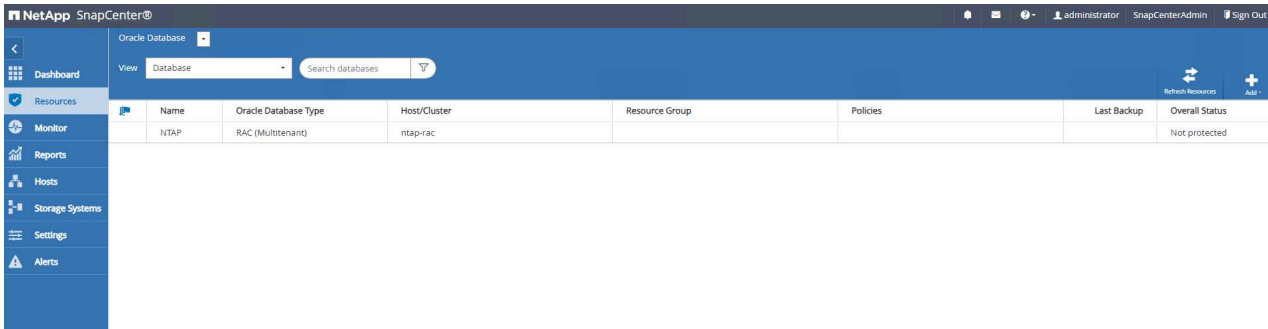 NetApp SnapCenter®
administrator SnapCenterAdmin Sign Out
Oracle Database
View Database Search databases
Refresh Resources Add
Dashboard
Resources
Monitor
Reports
Hosts
Storage Systems
Settings
Alerts
Name Oracle Database Type Host/Cluster Resource Group Policies Last Backup Overall Status
NTAP RAC (Multitenant) ntap-rac Not protected